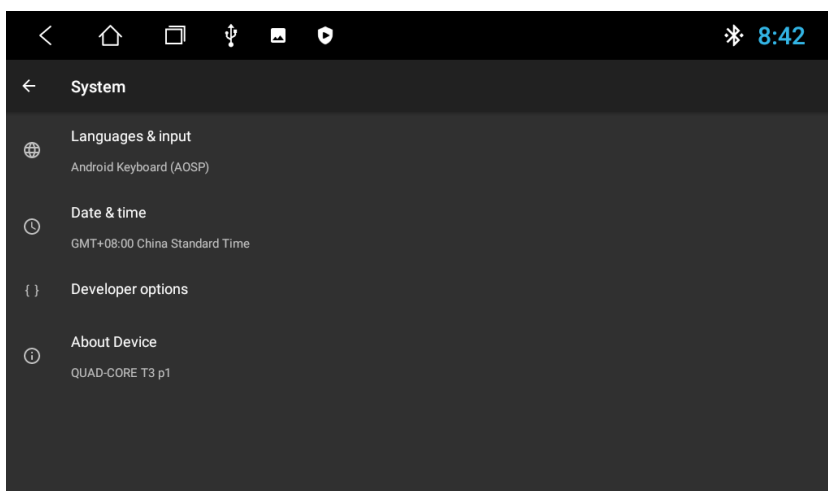 8:42
System
Languages & input
Android Keyboard (AOSP)
Date & time
GMT+08:00 China Standard Time
{ }
Developer options
About Device
QUAD-CORE T3 p1